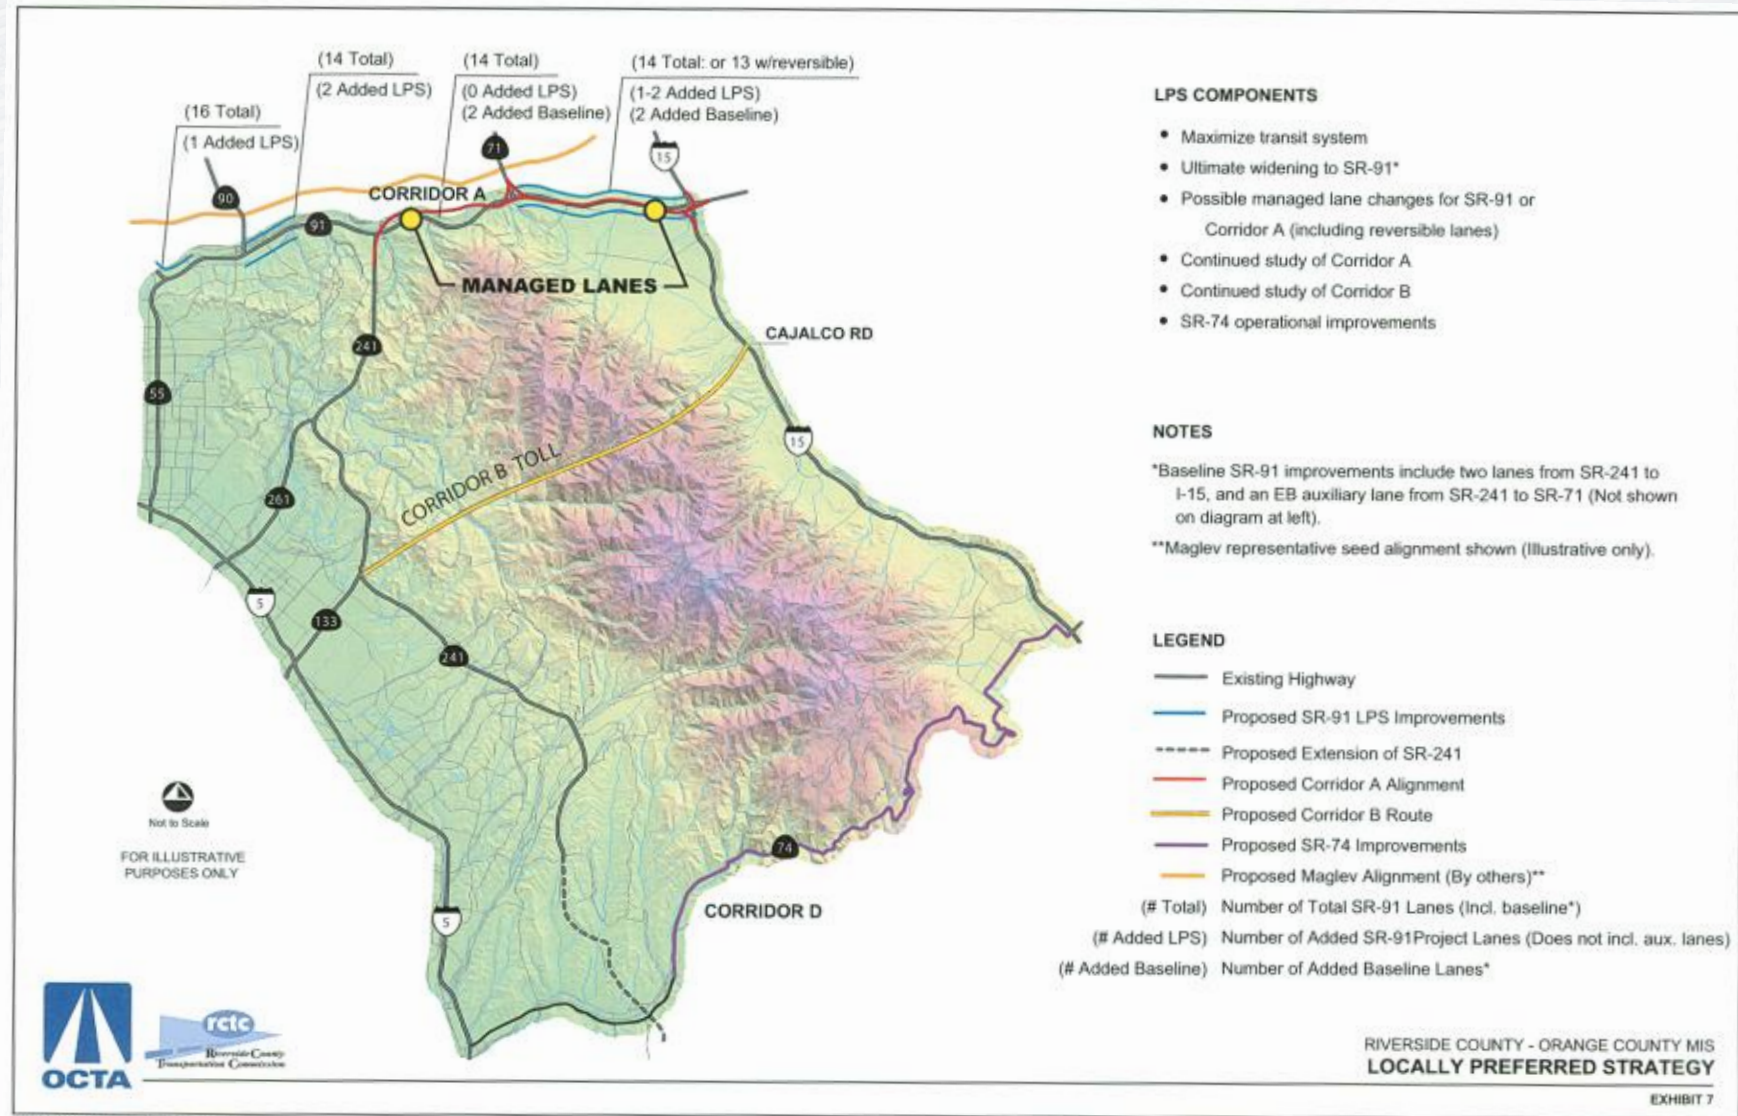 (16 Total)
(1 Added LPS)
(14 Total)
(2 Added LPS)
(14 Total)
(0 Added LPS)
(2 Added Baseline)
(14 Total: or 13 w/reversible)
(1-2 Added LPS)
(2 Added Baseline)
71
15
90
CORRIDOR A
91
MANAGED LANES
241
CAJALCO RD
55
15
CORRIDOR B TOLL
261
5
133
241
74
CORRIDOR D
5
Not to Scale
FOR ILLUSTRATIVE
PURPOSES ONLY
LPS COMPONENTS
• Maximize transit system
• Ultimate widening to SR-91*
• Possible managed lane changes for SR-91 or
Corridor A (including reversible lanes)
• Continued study of Corridor A
• Continued study of Corridor B
• SR-74 operational improvements
NOTES
*Baseline SR-91 improvements include two lanes from SR-241 to
I-15, and an EB auxiliary lane from SR-241 to SR-71 (Not shown
on diagram at left).
**Maglev representative seed alignment shown (Illustrative only).
LEGEND
Existing Highway
Proposed SR-91 LPS Improvements
Proposed Extension of SR-241
Proposed Corridor A Alignment
Proposed Corridor B Route
Proposed SR-74 Improvements
Proposed Maglev Alignment (By others)**
(# Total) Number of Total SR-91 Lanes (Incl. baseline*)
(# Added LPS) Number of Added SR-91Project Lanes (Does not incl. aux. lanes)
(# Added Baseline) Number of Added Baseline Lanes*
OCTA
rctc
Riverside County
Transportation Commission
RIVERSIDE COUNTY - ORANGE COUNTY MIS
LOCALLY PREFERRED STRATEGY
EXHIBIT 7